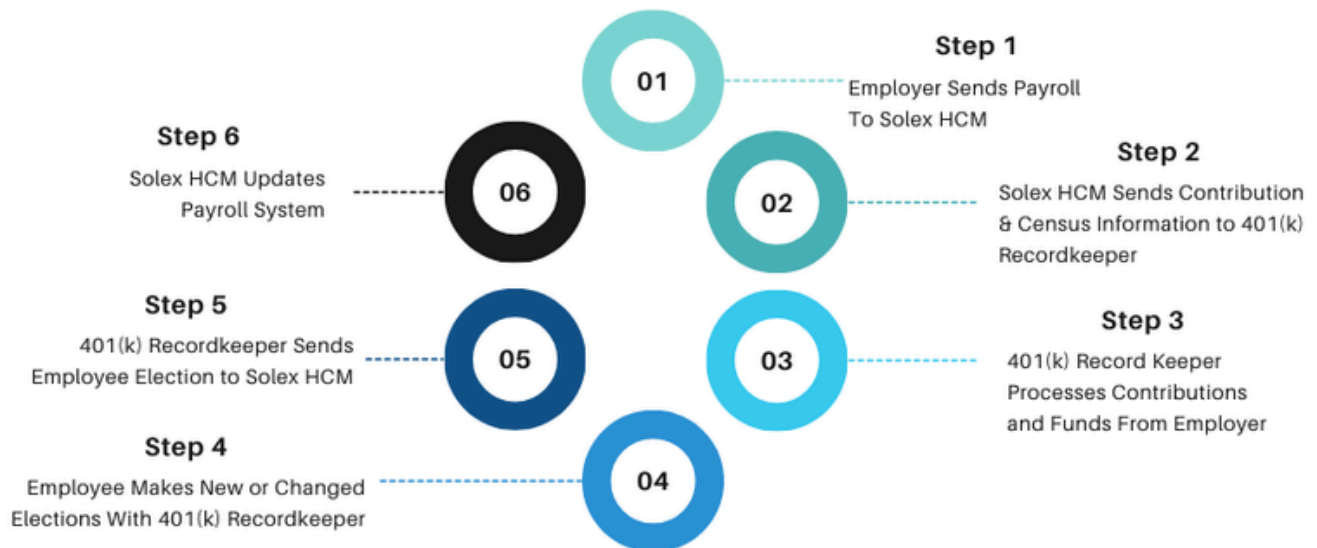 01
Step 1
Employer Sends Payroll
To Solex HCM
02
Step 2
Solex HCM Sends Contribution
& Census Information to 401(k)
Recordkeeper
03
Step 3
401(k) Record Keeper
Processes Contributions
and Funds From Employer
04
Step 4
Employee Makes New or Changed
Elections With 401(k) Recordkeeper
05
Step 5
401(k) Recordkeeper Sends
Employee Election to Solex HCM
06
Step 6
Solex HCM Updates
Payroll System